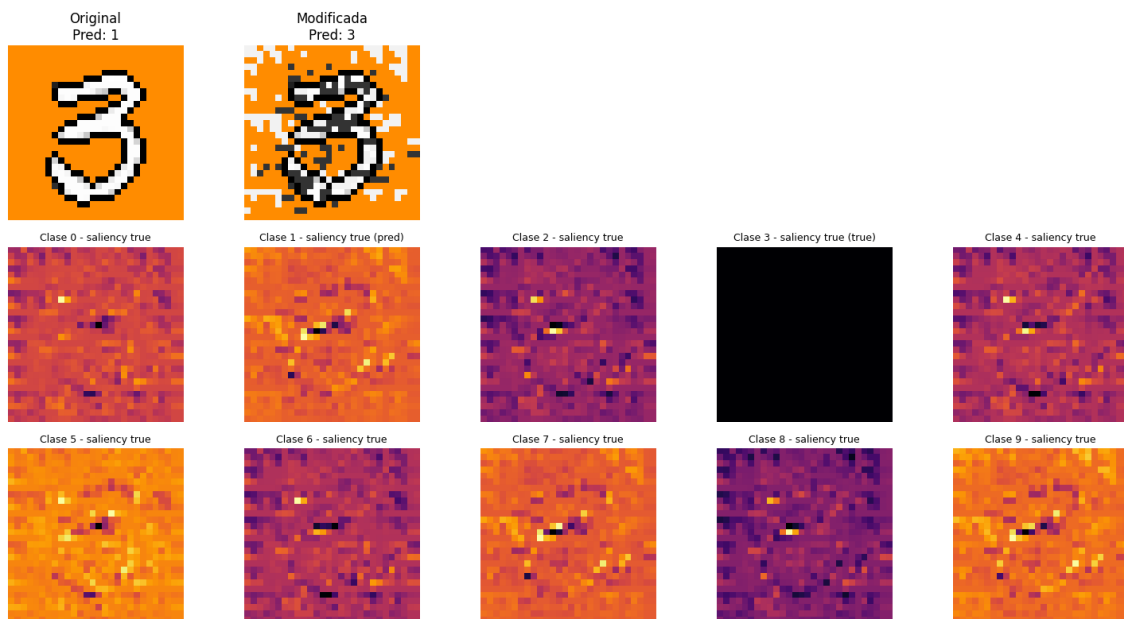 Original
Pred: 1
Modificada
Pred: 3
3
3
Clase 0 - saliency true
Clase 1 - saliency true (pred)
Clase 2 - saliency true
Clase 3 - saliency true (true)
Clase 4 - saliency true
Clase 5 - saliency true
Clase 6 - saliency true
Clase 7 - saliency true
Clase 8 - saliency true
Clase 9 - saliency true